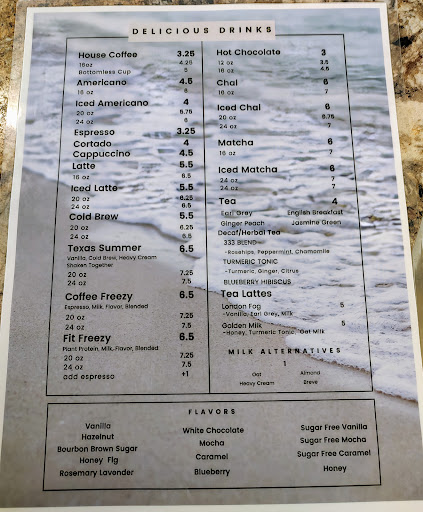 DELICIOUS DRINKS
House Coffee 3.25
16oz 4.25
Bottomless Cup 5
Americano 4.5
16 oz 6
Iced Americano 4
20 oz 6.75
24 oz 6
Espresso 3.25
Cortado 4
Cappuccino 4.5
Latte 5.5
16 oz 6.5
Iced Latte 5.5
20 oz 6.25
24 oz 6.5
Cold Brew 5.5
Texas Summer 6.5
Vanilla, Cold Brew, Heavy Cream
Shaken Together
20 oz 7.25
24 oz 7.5
Coffee Freezy 6.5
Espresso, Milk, Flavor, Blended
20 oz 7.25
24 oz 7.5
Fit Freezy 6.5
Plant Protein, Milk, Flavor, Blended
20 oz 7.25
24 oz 7.5
add espresso +1
Hot Chocolate 3
12 oz 3.5
16 oz 4.5
Chai 6
16 oz 7
Iced Chai 6
20 oz 6.75
24 oz 7
Matcha 6
16 oz 7
Iced Matcha 6
24 oz 7
24 oz 7
Tea 4
Earl Grey English Breakfast
Ginger Peach Jasmine Green
Decaf/Herbal Tea
333 BLEND
-Rosehips, Peppermint, Chamomile
TURMERIC TONIC
-Turmeric, Ginger, Citrus
BLUEBERRY HIBISCUS
Tea Lattes
London Fog 5
-Vanilla, Earl Grey, Milk
Golden Milk 5
-Honey, Turmeric Tonic, Oat Milk
MILK ALTERNATIVES
1
Oat Almond
Heavy Cream Breve
FLAVORS
Vanilla White Chocolate Sugar Free Vanilla
Hazelnut Mocha Sugar Free Mocha
Bourbon Brown Sugar Caramel Sugar Free Caramel
Honey Fig Blueberry Honey
Rosemary Lavender